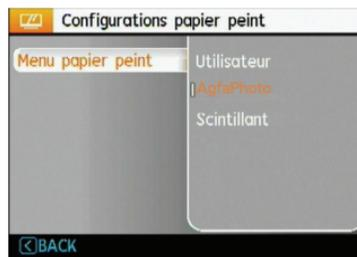 Configurations papier peint
Menu papier peint
Utilisateur
AgfaPhoto
Scintillant
BACK